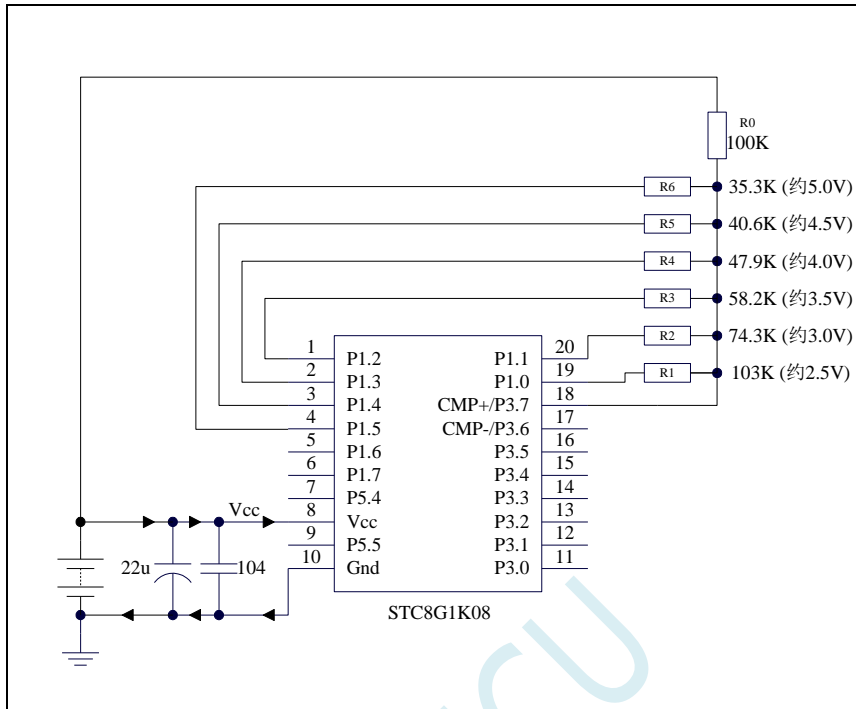 R0
100K
R6
35.3K (约5.0V)
R5
40.6K (约4.5V)
R4
47.9K (约4.0V)
R3
58.2K (约3.5V)
R2
74.3K (约3.0V)
R1
103K (约2.5V)
1 P1.2 P1.1 20
2 P1.3 P1.0 19
3 P1.4 CMP+/P3.7 18
4 P1.5 CMP-/P3.6 17
5 P1.6 P3.5 16
6 P1.7 P3.4 15
7 P5.4 P3.3 14
Vcc 8 Vcc P3.2 13
9 P5.5 P3.1 12
10 Gnd P3.0 11
22u
104
STC8G1K08
CU